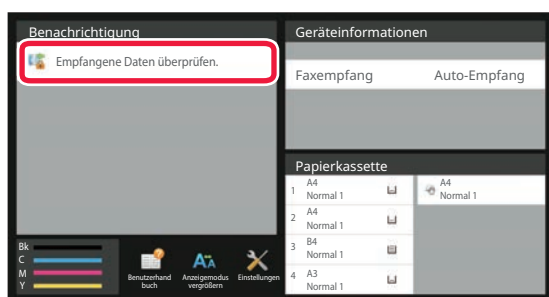 Benachrichtigung
Empfangene Daten überprüfen.
Geräteinformationen
Faxempfang Auto-Empfang
Papierkassette
1 A4
Normal 1
2 A4
Normal 1
3 B4
Normal 1
4 A3
Normal 1
A4
Normal 1
Bk
C
M
Y
Benutzerhand
buch
Anzeigemodus
vergrößern
Einstellungen